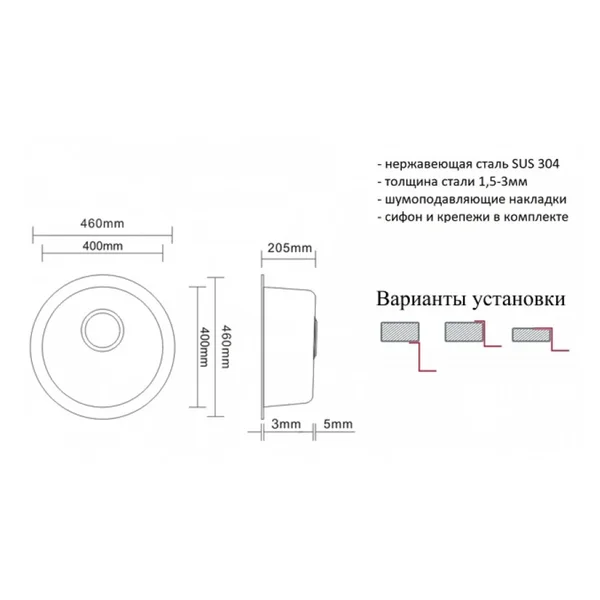 - нержавеющая сталь SUS 304
- толщина стали 1,5-3мм
- шумоподавляющие накладки
- сифон и крепежи в комплекте
460mm
400mm
205mm
400mm
460mm
3mm
5mm
Варианты установки